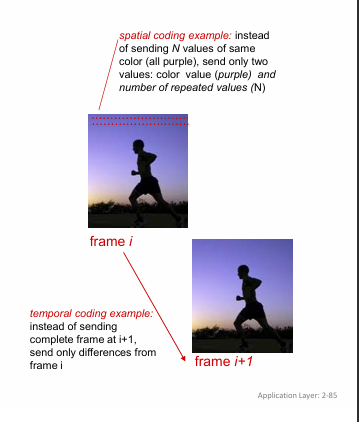 spatial coding example: instead
of sending N values of same
color (all purple), send only two
values: color value (purple) and
number of repeated values (N)
frame i
temporal coding example:
instead of sending
complete frame at i+1,
send only differences from
frame i
frame i+1
Application Layer: 2-85